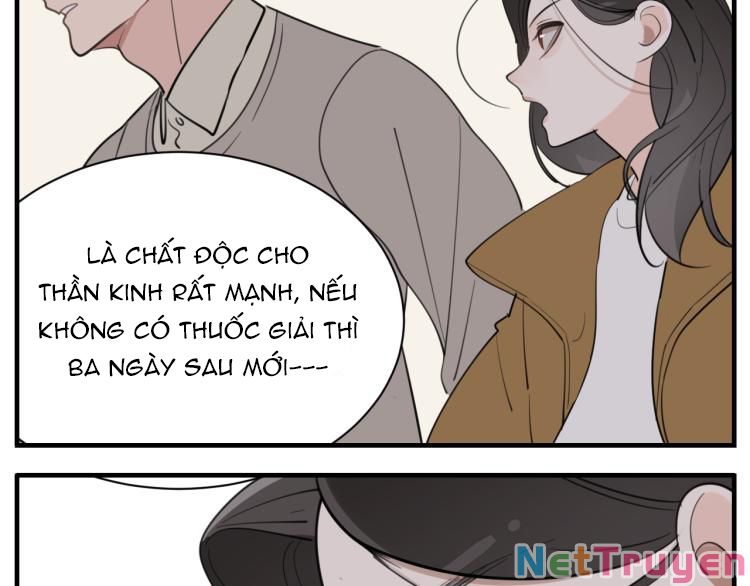 LÀ CHẤT ĐỘC CHO
THẦN KINH RẤT MẠNH, NẾU
KHÔNG CÓ THUỐC GIẢI THÌ
BA NGÀY SAU MỚI---
NetTruyen